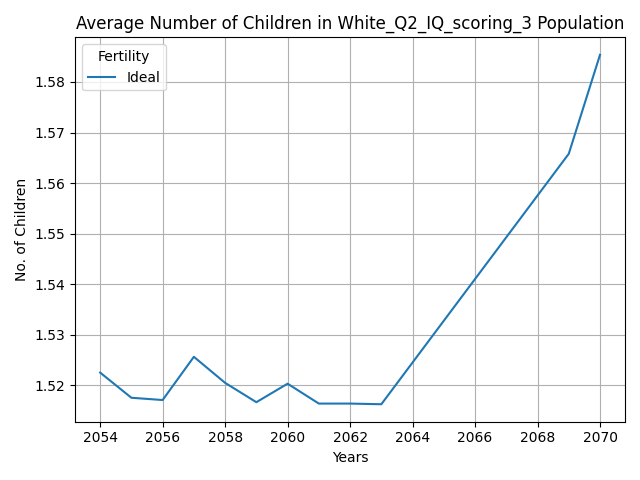 Average Number of Children in White_Q2_IQ_scoring_3 Population
Fertility
Ideal
1.58
1.57
1.56
1.55
1.54
1.53
1.52
No. of Children
2054 2056 2058 2060 2062 2064 2066 2068 2070
Years